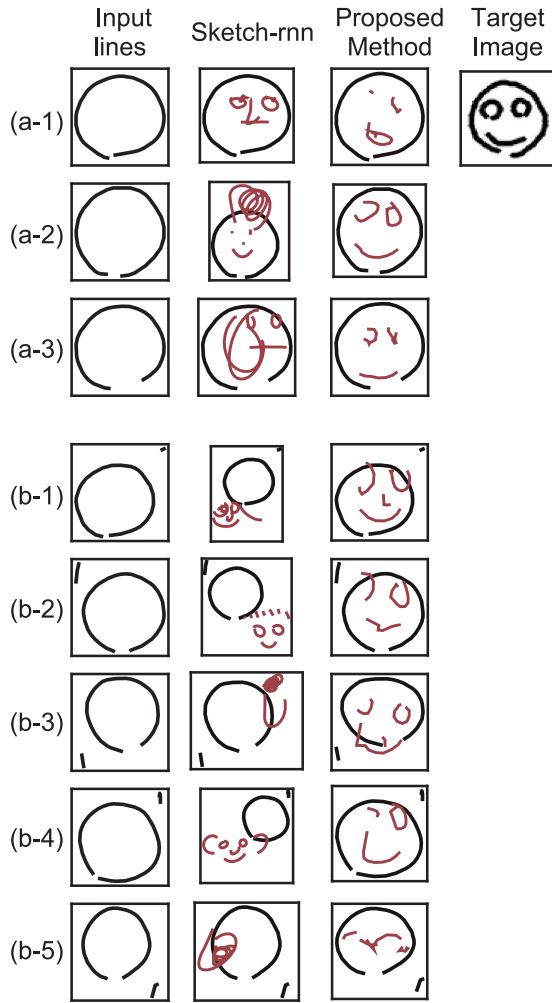 Input lines
Sketch-rnn
Proposed Method
Target Image
(a-1)
(a-2)
(a-3)
(b-1)
(b-2)
(b-3)
(b-4)
(b-5)